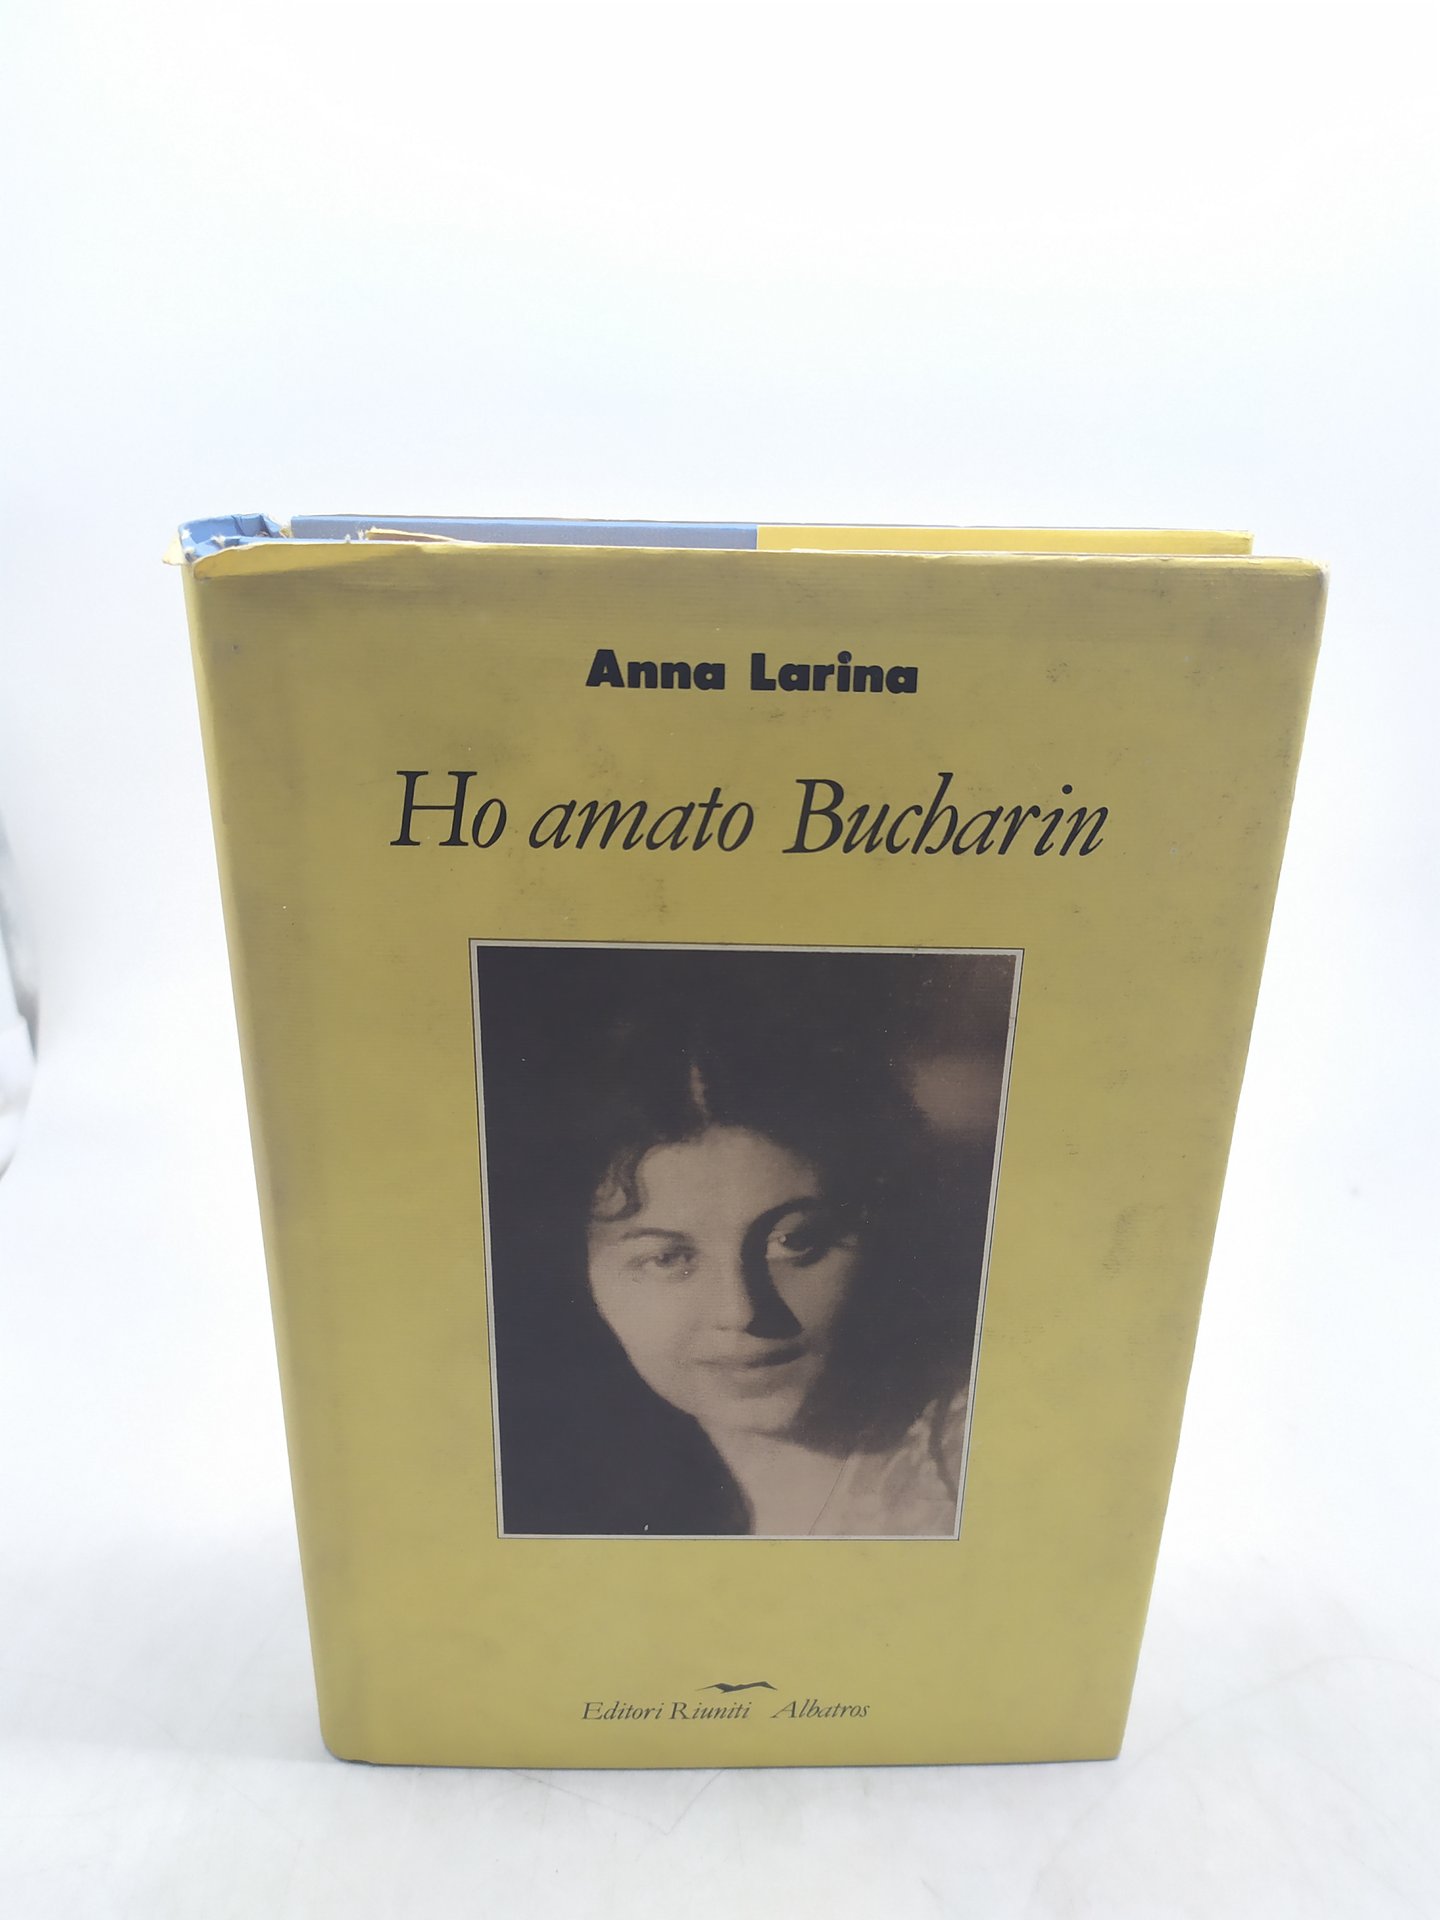 Anna Larina
Ho amato Bucharin
Editori Riuniti Albatros